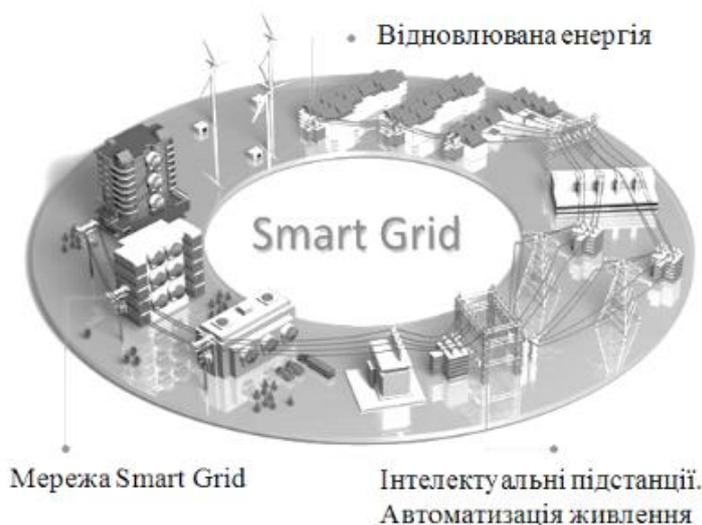 Відновлювана енергія
Smart Grid
Мережа Smart Grid
Інтелектуальні підстанції.
Автоматизація живлення